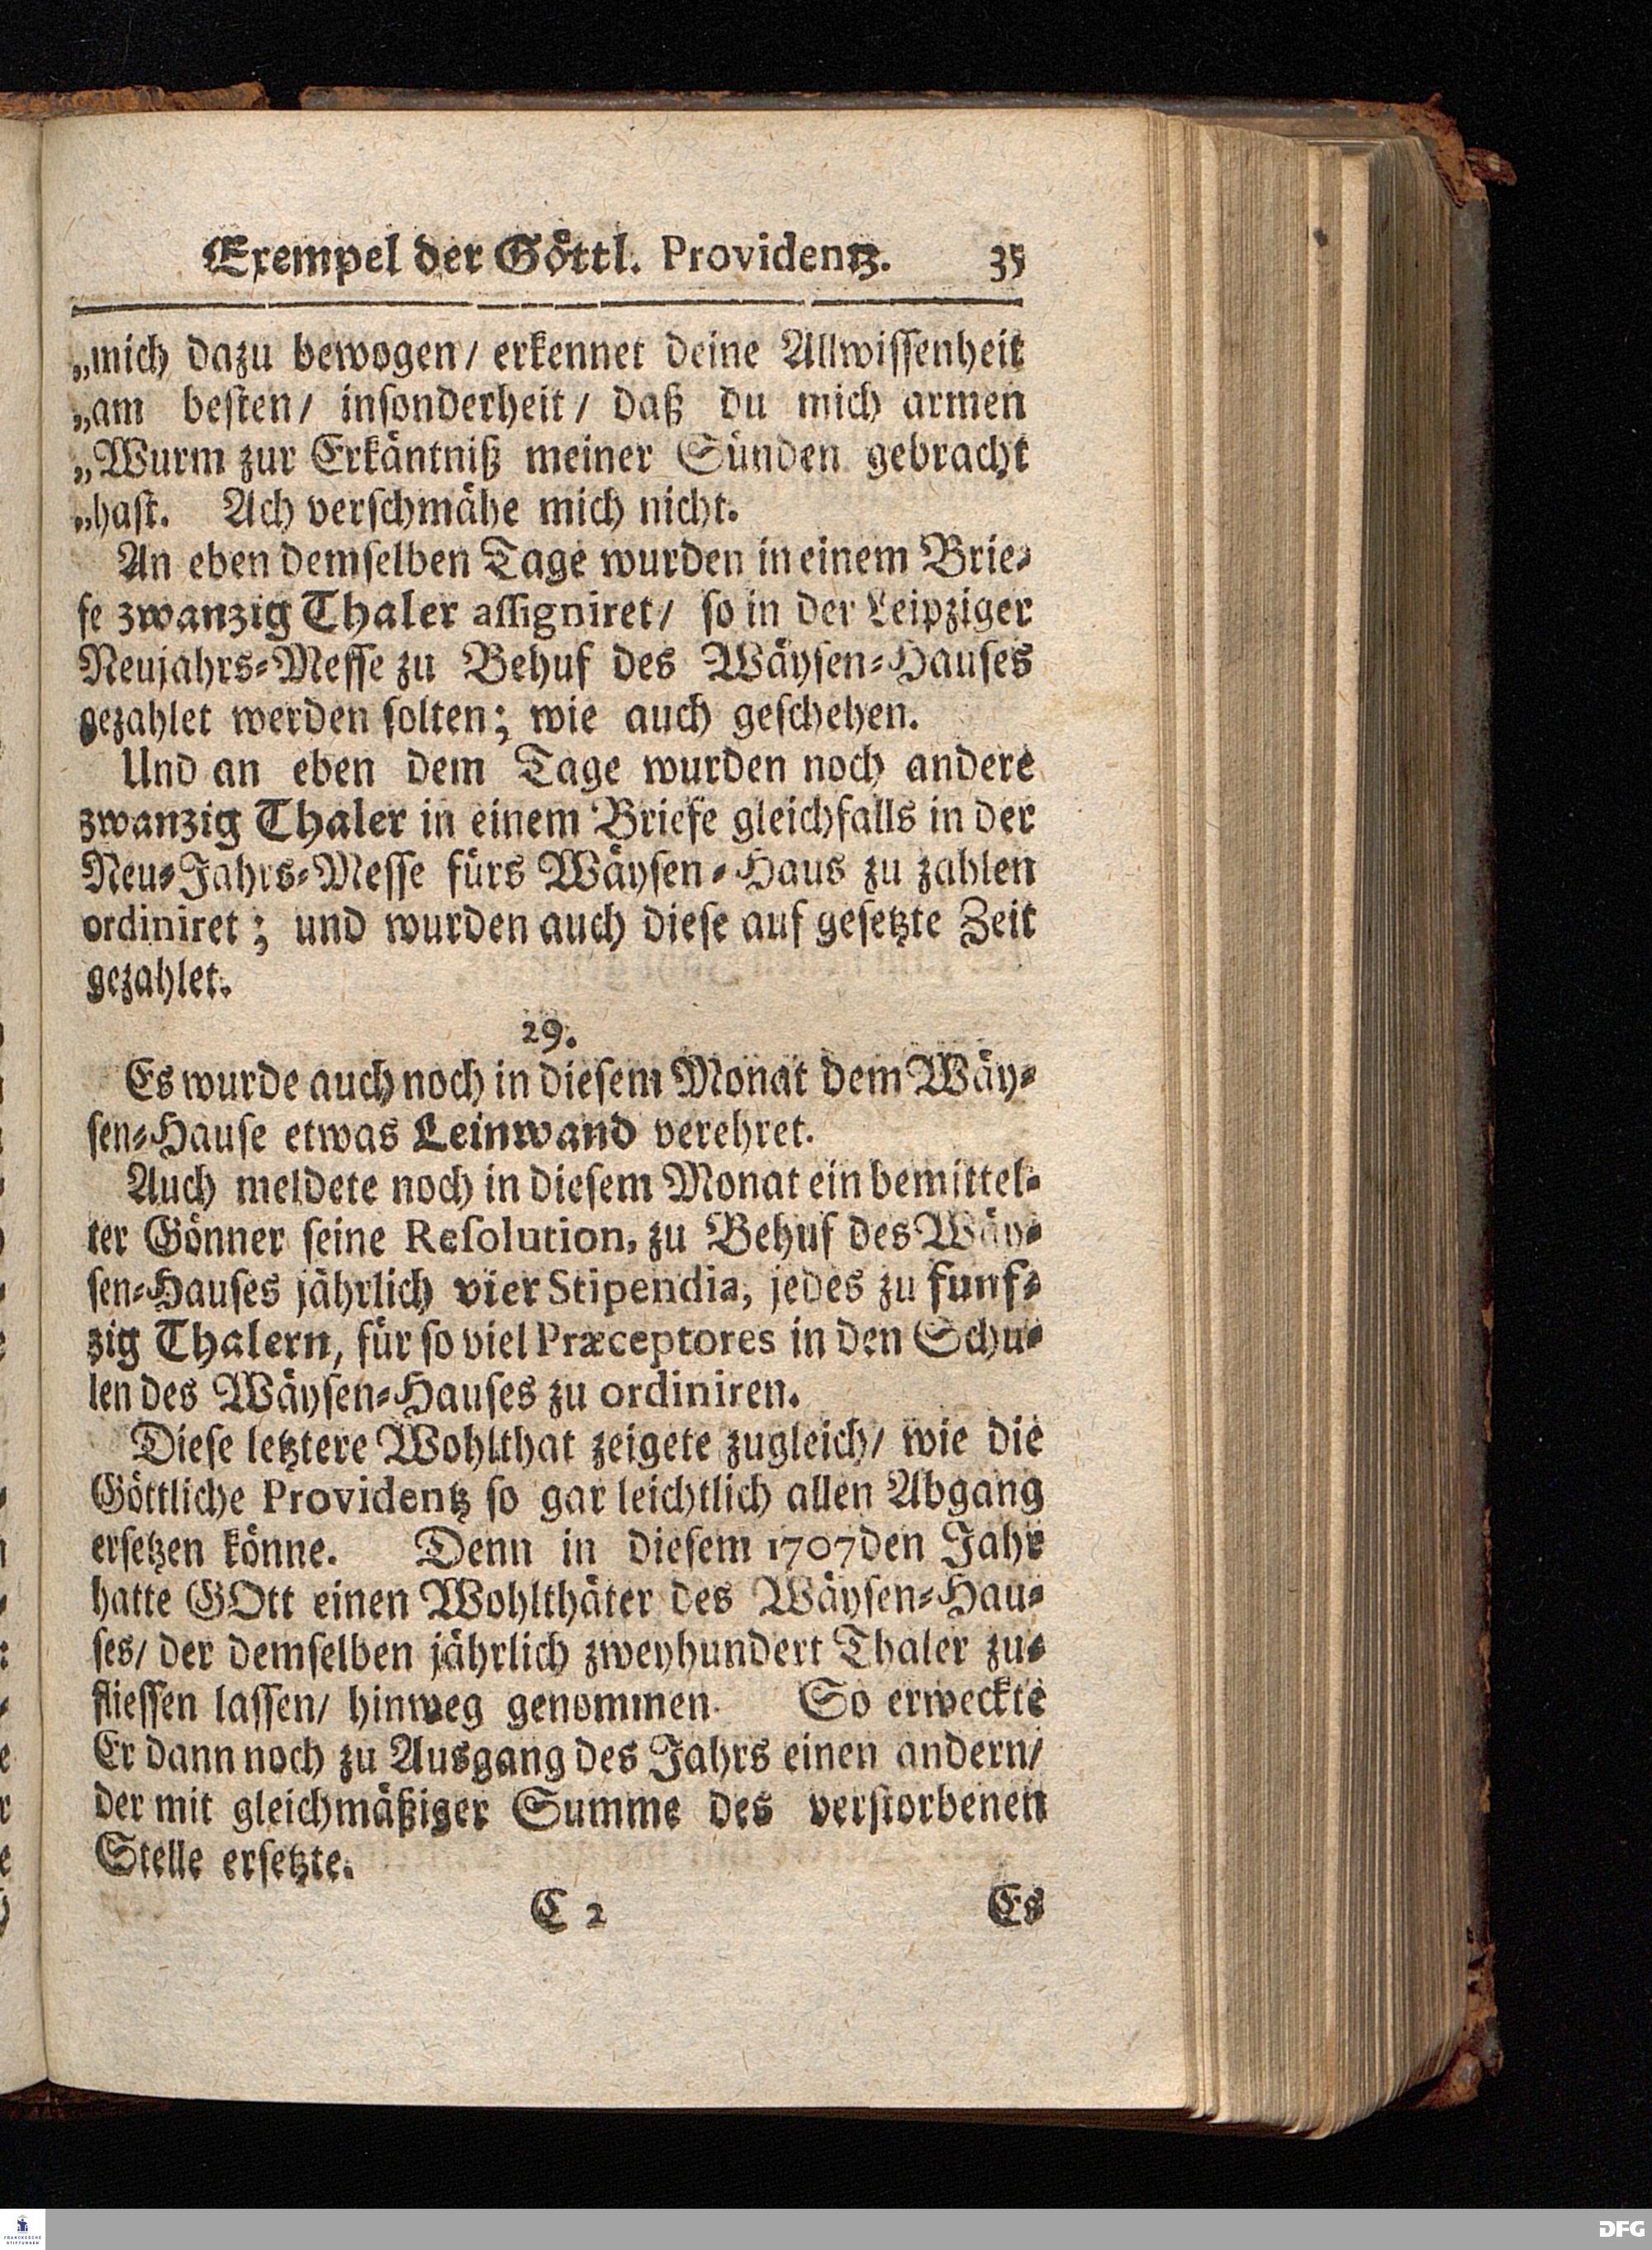 Exempel der Göttl. Providentz. 35
„mich dazu bewogen/ erkennet deine Allwissenheit
„am besten/ insonderheit/ daß du mich armen
„Wurm zur Erkäntniß meiner Sünden gebracht
„hast. Ach verschmähe mich nicht.
An eben demselben Tage wurden in einem Brie-
fe zwanzig Thaler assigniret/ so in der Leipziger
Neujahrs-Messe zu Behuf des Wäysen-Hauses
gezahlet werden solten; wie auch geschehen.
Und an eben dem Tage wurden noch andere
zwanzig Thaler in einem Briefe gleichfalls in der
Neu-Jahrs-Messe fürs Wäysen-Haus zu zahlen
ordiniret; und wurden auch diese auf gesetzte Zeit
gezahlet.
29.
Es wurde auch noch in diesem Monat dem Wäy-
sen-Hause etwas Leinwand verehret.
Auch meldete noch in diesem Monat ein bemittel-
ter Gönner seine Resolution, zu Behuf des Wäy-
sen-Hauses jährlich vier Stipendia, jedes zu funf-
zig Thalern, für so viel Præceptores in den Schu-
len des Wäysen-Hauses zu ordiniren.
Diese letztere Wohlthat zeigete zugleich/ wie die
Göttliche Providentz so gar leichtlich allen Abgang
ersetzen könne. Denn in diesem 1707den Jahr
hatte GOtt einen Wohlthäter des Wäysen-Hau-
ses/ der demselben jährlich zweyhundert Thaler zu-
fliessen lassen/ hinweg genommen. So erweckte
Er dann noch zu Ausgang des Jahrs einen andern/
der mit gleichmäßiger Summe des verstorbenen
Stelle ersetzte.
C 2 Es
FRANCKESCHE
STIFTUNGEN
DFG